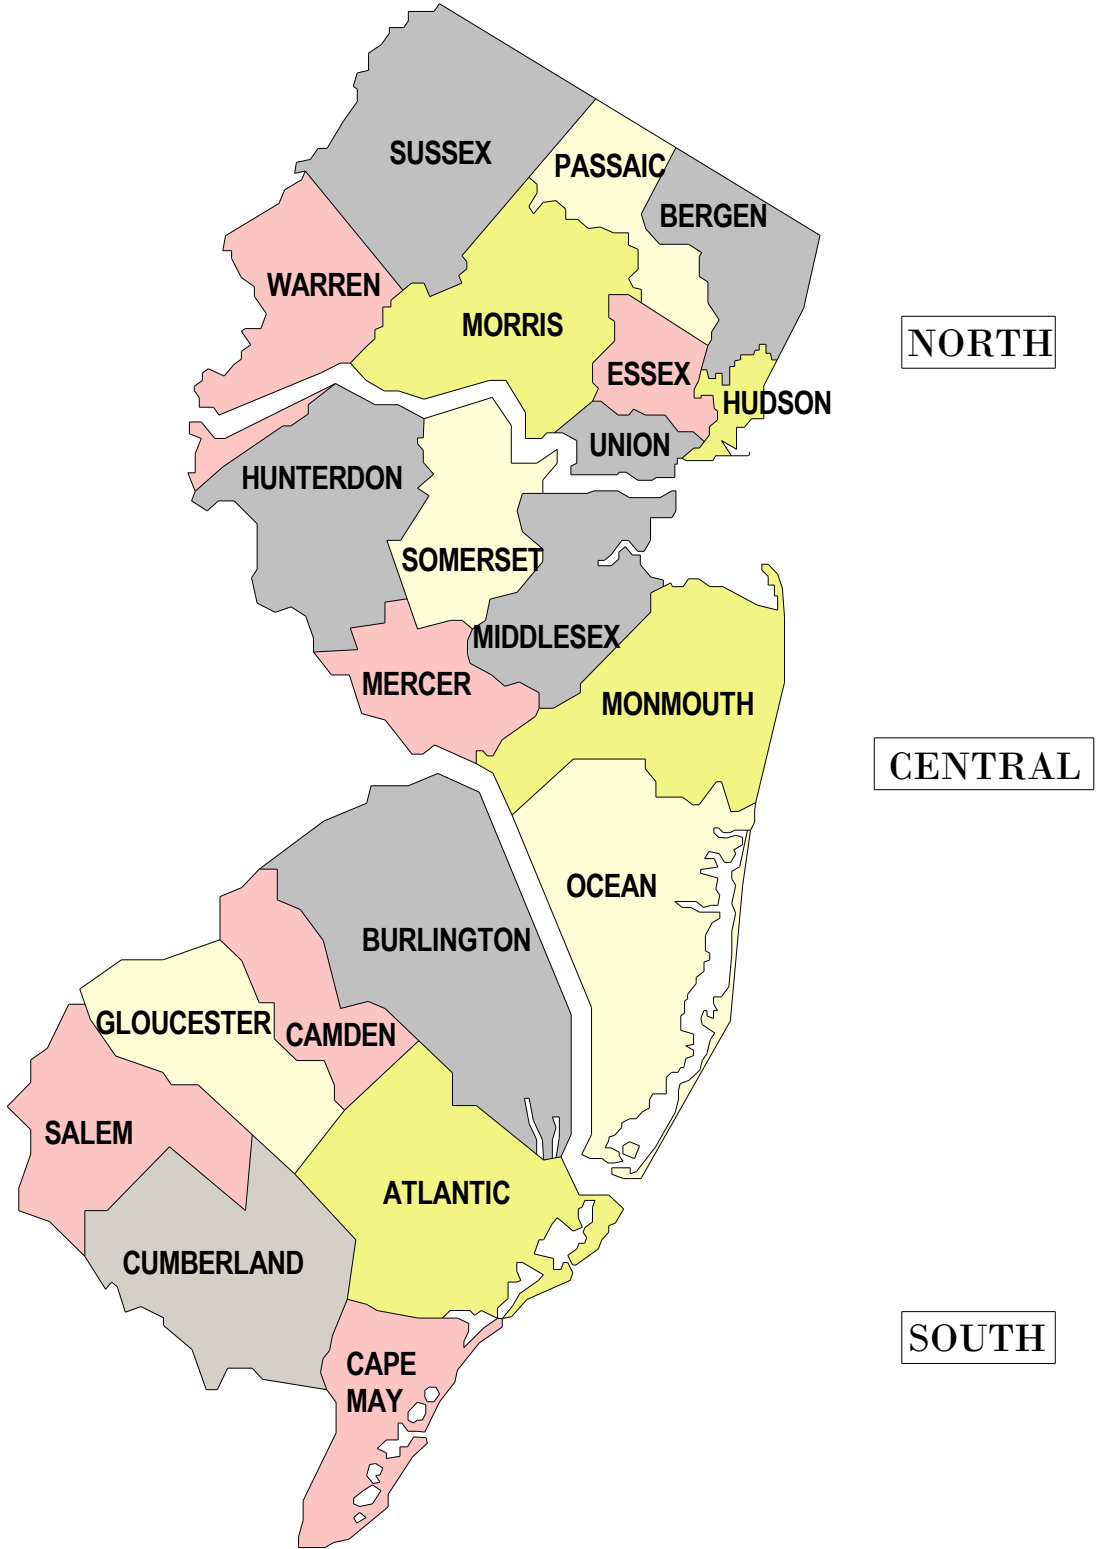 SUSSEX
PASSAIC
BERGEN
WARREN
MORRIS
NORTH
ESSEX
HUDSON
UNION
HUNTERDON
SOMERSET
MIDDLESEX
MERCER
MONMOUTH
CENTRAL
OCEAN
BURLINGTON
GLOUCESTER
CAMDEN
SALEM
ATLANTIC
CUMBERLAND
SOUTH
CAPE
MAY